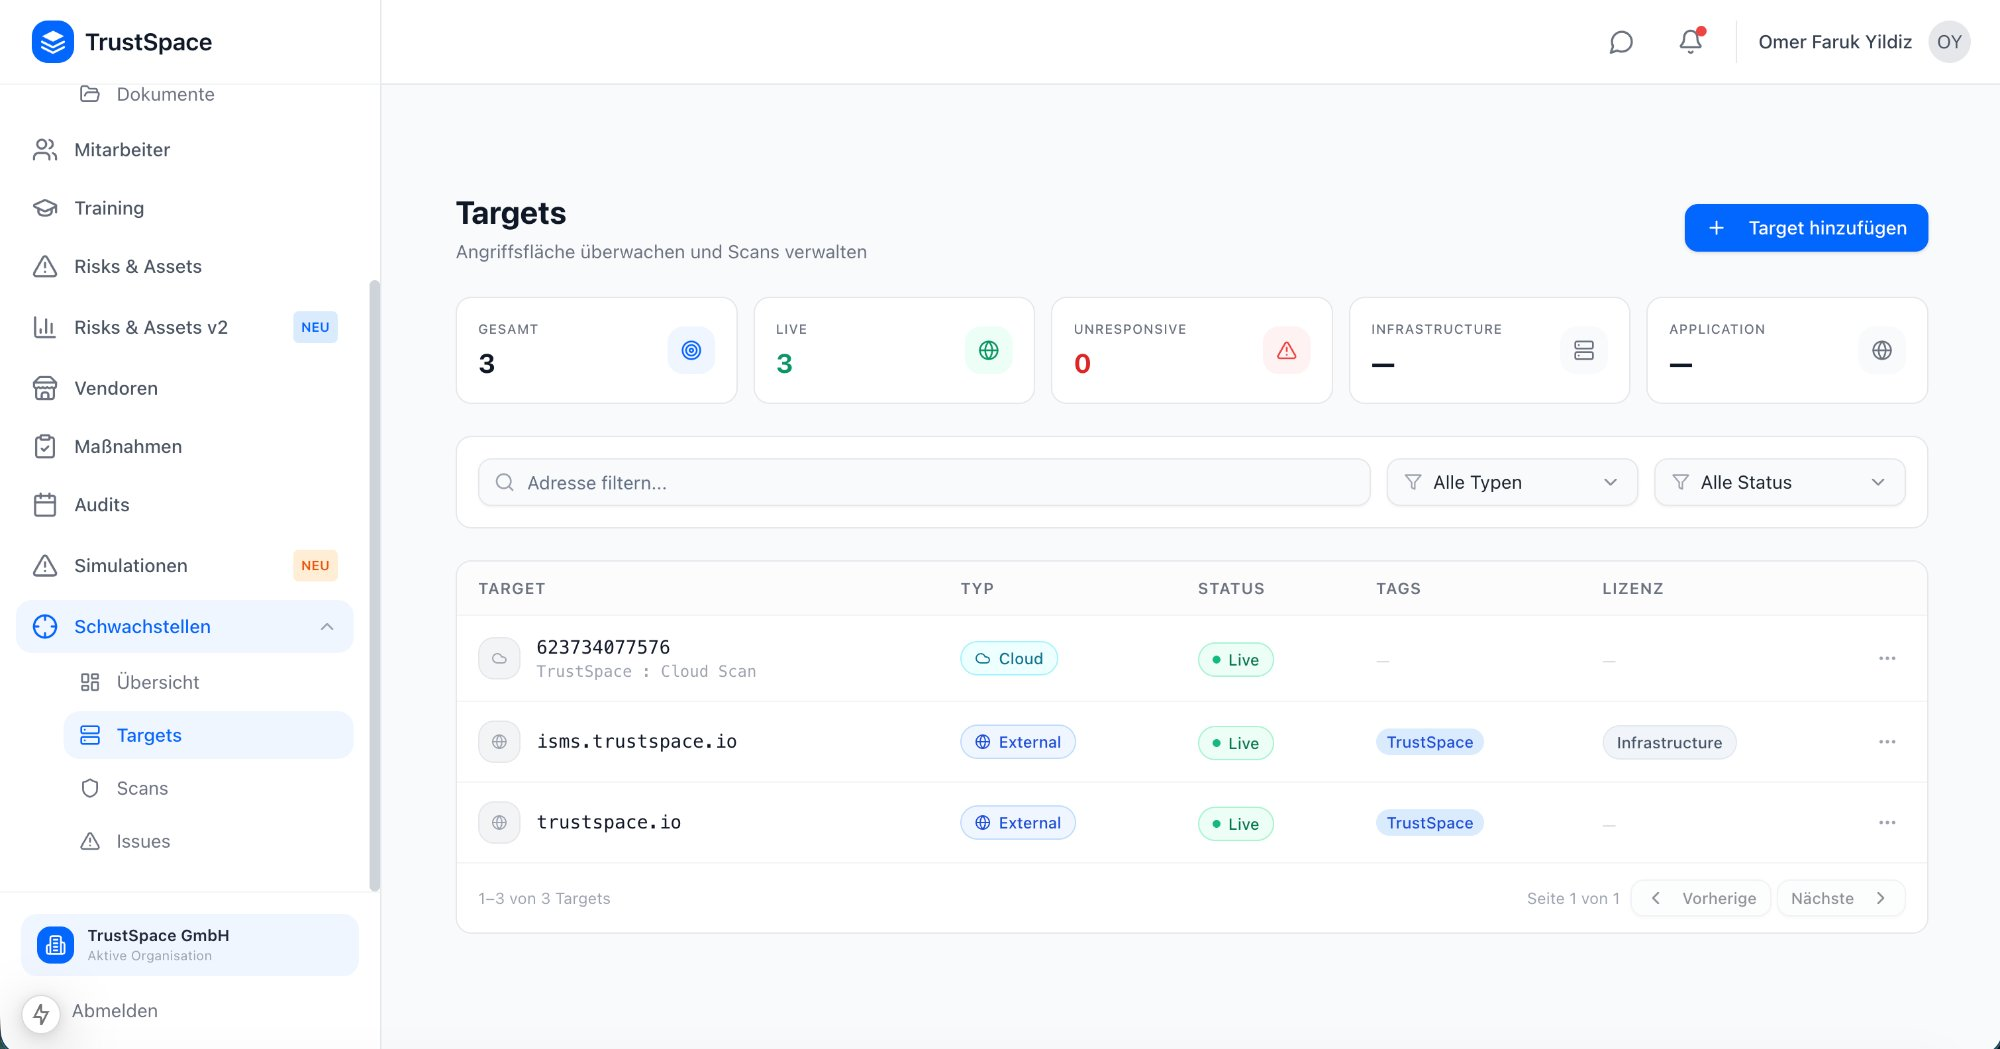 TrustSpace
Omer Faruk Yildiz
OY
Dokumente
Mitarbeiter
Training
Risks & Assets
Risks & Assets v2
NEU
Vendoren
Maßnahmen
Audits
Simulationen
NEU
Schwachstellen
Übersicht
Targets
Scans
Issues
TrustSpace GmbH
Aktive Organisation
Abmelden
Targets
Angriffsfläche überwachen und Scans verwalten
Target hinzufügen
GESAMT
3
LIVE
3
UNRESPONSIVE
0
INFRASTRUCTURE
—
APPLICATION
—
Adresse filtern...
Alle Typen
Alle Status
TARGET TYP STATUS TAGS LIZENZ
623734077576
TrustSpace : Cloud Scan
Cloud Live — —
isms.trustspace.io External Live TrustSpace Infrastructure
trustspace.io External Live TrustSpace —
1–3 von 3 Targets
Seite 1 von 1 Vorherige Nächste